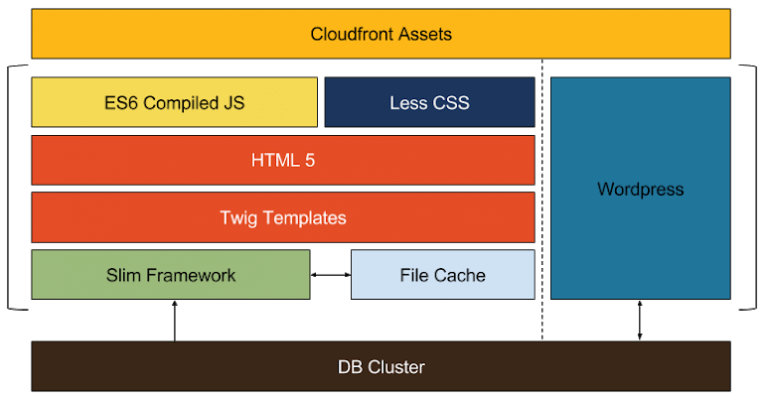 Cloudfront Assets
ES6 Compiled JS
Less CSS
HTML 5
Wordpress
Twig Templates
Slim Framework
File Cache
DB Cluster